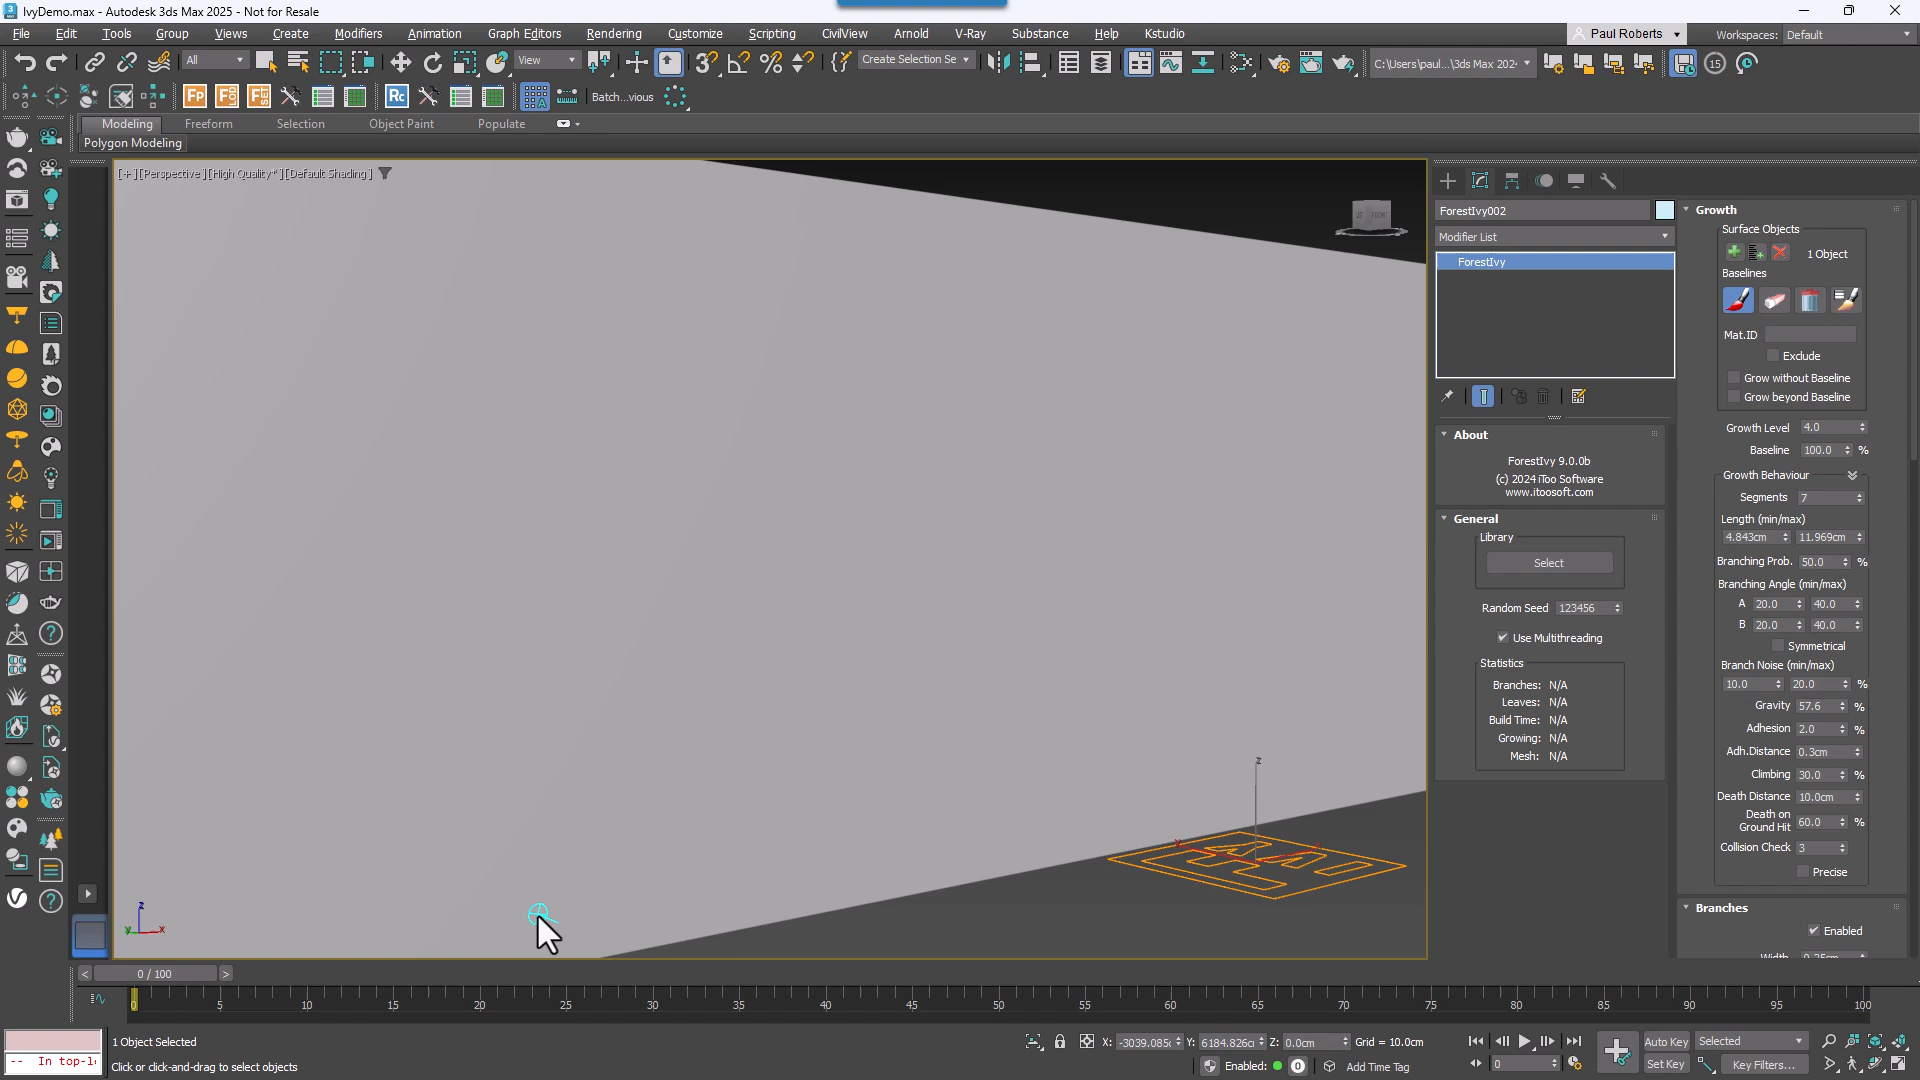 IvyDemo.max - Autodesk 3ds Max 2025 - Not for Resale
File Edit Tools Group Views Create Modifiers Animation Graph Editors Rendering Customize Scripting CivilView Arnold V-Ray Substance Help Kstudio
Paul Roberts Workspaces: Default
All View Create Selection Se C:\Users\paul...\3ds Max 202 15
Batch...vious
Modeling Freeform Selection Object Paint Populate
Polygon Modeling
[+][Perspective][High Quality*][Default Shading]
FRONT
ForestIvy002
Modifier List
ForestIvy
About
ForestIvy 9.0.0b
(c) 2024 iToo Software
www.itoosoft.com
General
Library
Select
Random Seed 123456
Use Multithreading
Statistics
Branches: N/A
Leaves: N/A
Build Time: N/A
Growing: N/A
Mesh: N/A
Growth
Surface Objects
1 Object
Baselines
Mat.ID
Exclude
Grow without Baseline
Grow beyond Baseline
Growth Level 4.0
Baseline 100.0 %
Growth Behaviour
Segments 7
Length (min/max)
4.843cm 11.969cm
Branching Prob. 50.0 %
Branching Angle (min/max)
A 20.0 40.0
B 20.0 40.0
Symmetrical
Branch Noise (min/max)
10.0 20.0 %
Gravity 57.6 %
Adhesion 2.0 %
Adh.Distance 0.3cm
Climbing 30.0 %
Death Distance 10.0cm
Death on
Ground Hit 60.0 %
Collision Check 3
Precise
Branches
Enabled
z
x
z
y x
< 0 / 100 >
0 5 10 15 20 25 30 35 40 45 50 55 60 65 70 75 80 85 90 95 100
1 Object Selected
-- In top-l
Click or click-and-drag to select objects
X: -3039.085c Y: 6184.826c Z: 0.0cm Grid = 10.0cm
Enabled: 0 Add Time Tag
0
Auto Key Selected
Set Key Key Filters...